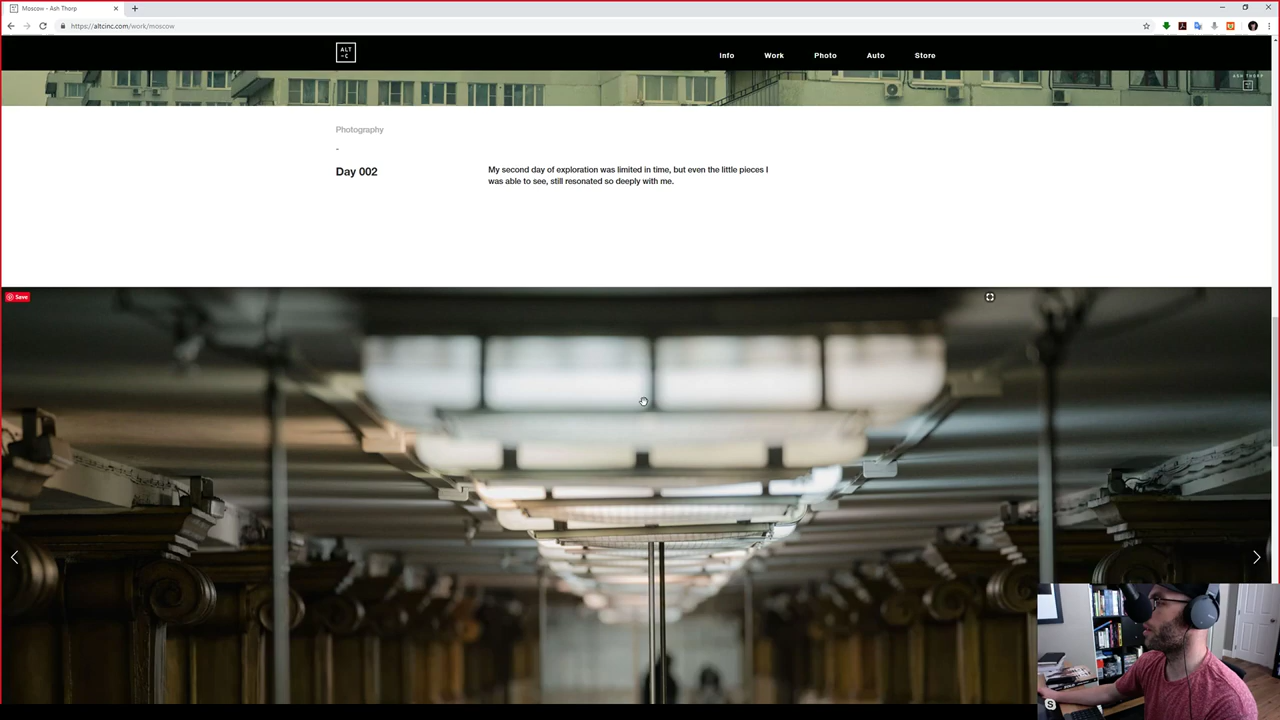 Moscow - Ash Thorp
https://altcinc.com/work/moscow
ALT
-C
Info
Work
Photo
Auto
Store
ASH THORP
Photography
-
Day 002
My second day of exploration was limited in time, but even the little pieces I
was able to see, still resonated so deeply with me.
Save